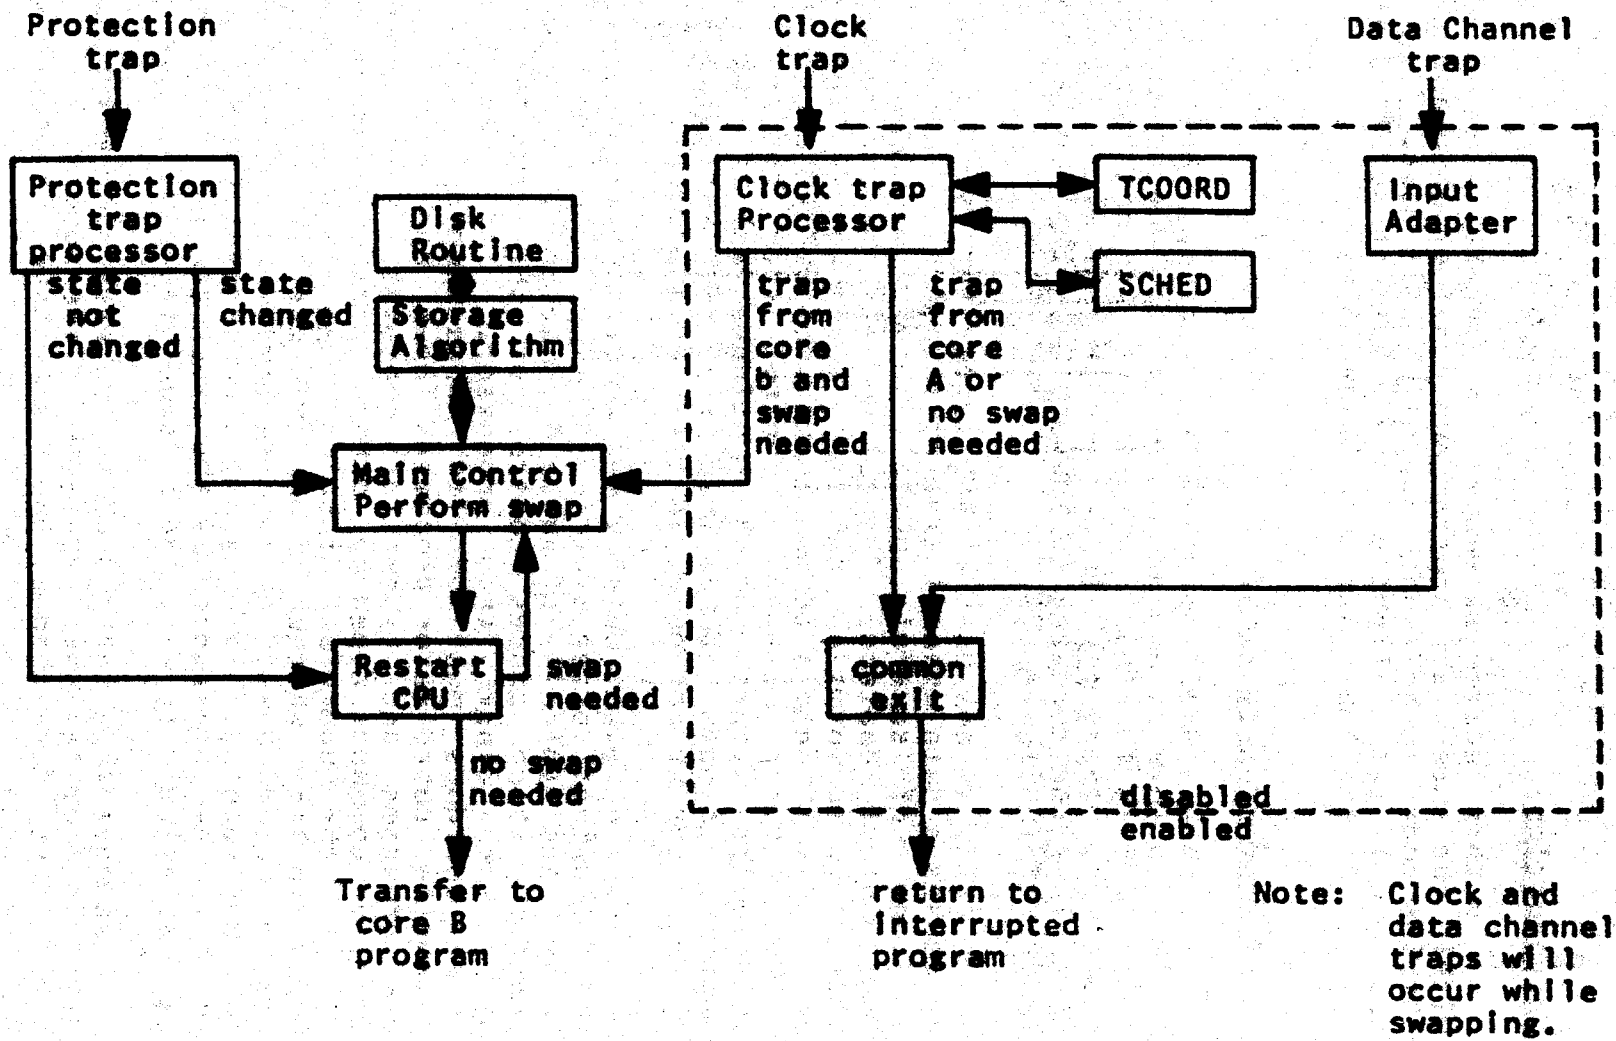 Protection
trap
Clock
trap
Data Channel
trap
Protection
trap
processor
Disk
Routine
Clock trap
Processor
TCOORD
Input
Adapter
SCHED
state
not
changed
state
changed
Storage
Algorithm
trap
from
core
b and
swap
needed
trap
from
core
A or
no swap
needed
Main Control
Perform swap
Restart
CPU
swap
needed
common
exit
no swap
needed
disabled
enabled
Transfer to
core B
program
return to
interrupted
program
Note: Clock and
data channel
traps will
occur while
swapping.